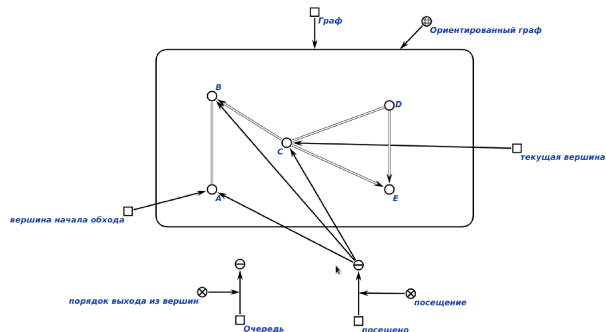 Граф
Ориентированный граф
B
D
C
текущая вершина
A
E
вершина начала обхода
порядок выхода из вершин
посещение
Очередь
посещено